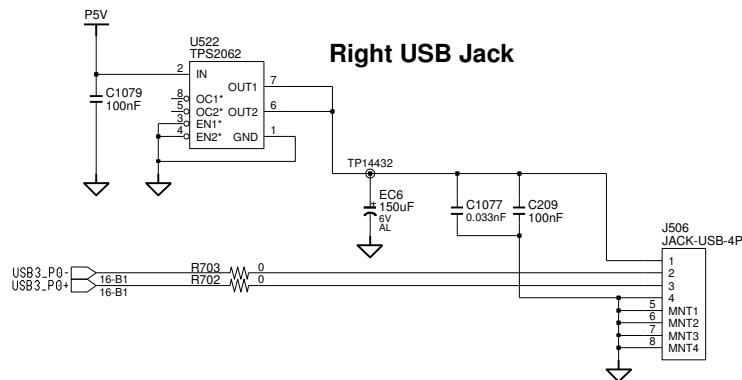 P5V
U522
TPS2062
Right USB Jack
2 IN
OUT1 7
8 OC1*
5 OC2* OUT2 6
3 EN1*
4 EN2* GND 1
C1079
100nF
TP14432
EC6
150uF
6V
AL
C1077
0.033nF
C209
100nF
J506
JACK-USB-4P
1
2
3
4
5 MNT1
6 MNT2
7 MNT3
8 MNT4
USB3_P0- 16-B1 R703 0
USB3_P0+ 16-B1 R702 0